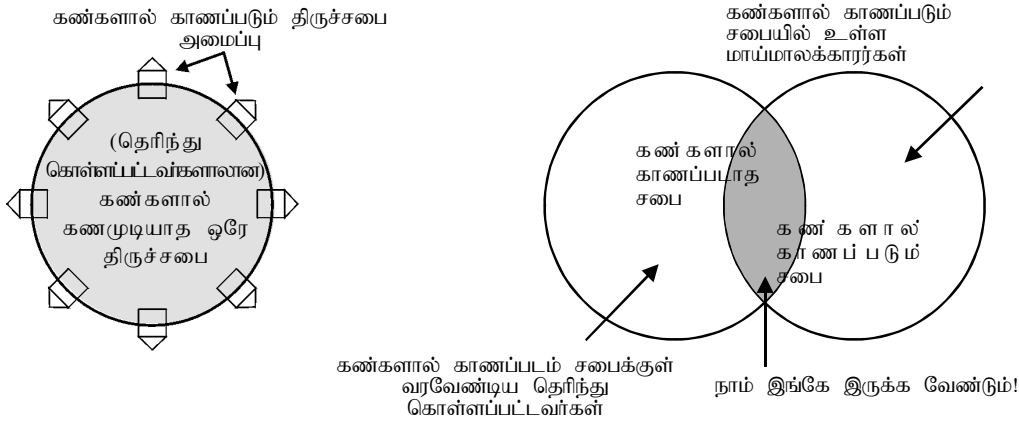 கண்களால் காணப்படும் திருச்சபை
அமைப்பு
(தெரிந்து
கொள்ளப்பட்டவர்களாலான)
கண்களால்
கணமுடியாத ஒரே
திருச்சபை
கண்களால் காணப்படும்
சபையில் உள்ள
மாய்மாலக்காரர்கள்
கண்களால்
காணப்படாத
சபை
கண்களால்
காணப்படும்
சபை
கண்களால் காணப்படம் சபைக்குள்
வரவேண்டிய தெரிந்து
கொள்ளப்பட்டவர்கள்
நாம் இங்கே இருக்க வேண்டும்!